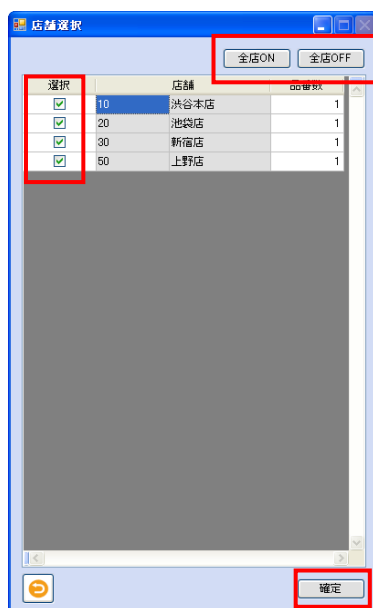 店舗選択
全店ON 全店OFF
選択 店舗 品番数
10 渋谷本店 1
20 池袋店 1
30 新宿店 1
50 上野店 1
確定